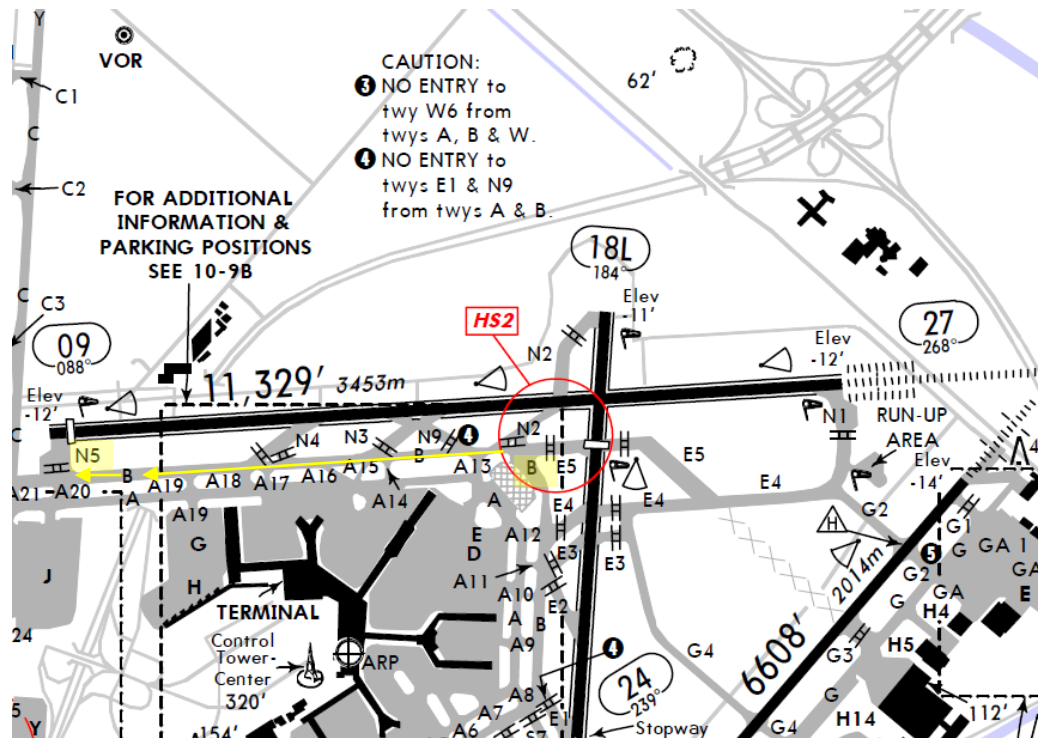 Y
VOR
CAUTION:
3 NO ENTRY to
twy W6 from
twys A, B & W.
4 NO ENTRY to
twys E1 & N9
from twys A & B.
62'
C1
C
C2
FOR ADDITIONAL
INFORMATION &
PARKING POSITIONS
SEE 10-9B
18L
184°
Elev
-11'
C
C3
09
088°
HS2
N2
27
268°
Elev
-12'
11,329' 3453m
Elev
-12'
C
N5
N4
N3
N9
4
N2
N1
RUN-UP
AREA
Elev
-14'
A4
A21
A20
B
A19
A18
A17
A16
A15
B
A13
B
E5
E5
A
A14
A
E4
E4
E4
G2
A19
G
E
D
A12
E3
E3
H
G1
G
GA 1
GA
J
H
A11
A10
E2
2014m
5
G2
GA
E
G
H4
TERMINAL
A
B
A9
24
Control
Tower-
Center
320'
ARP
G4
6608'
G3
H5
4
24
239°
G
A8
A7
A6
E1
S7
Stopway
G4
H14
112'
154'
5
Y